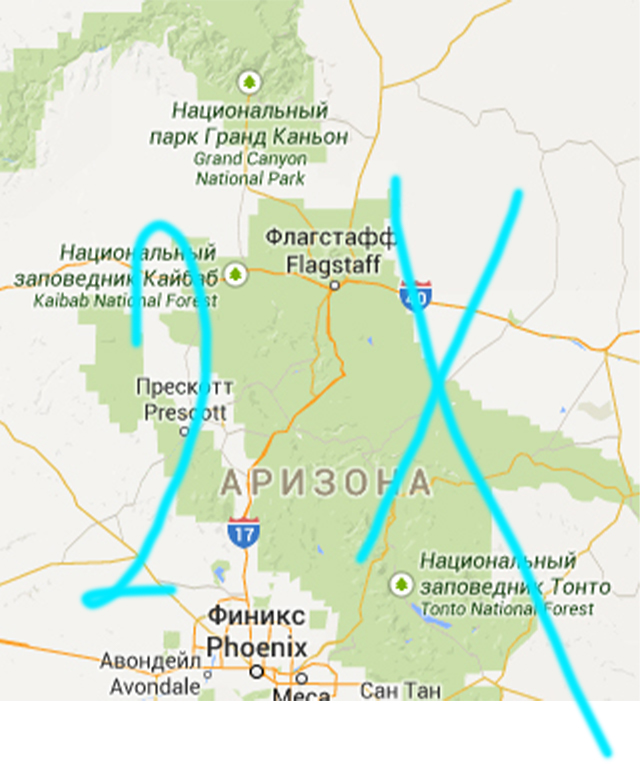 Национальный
парк Гранд Каньон
Grand Canyon
National Park
Флагстафф
Flagstaff
Национальный
заповедник Кайбаб
Kaibab National Forest
40
Прескотт
Prescott
АРИЗОНА
17
Национальный
заповедник Тонто
Tonto National Forest
Финикс
Phoenix
Авондейл
Avondale
Меса
Сан Тан
2X